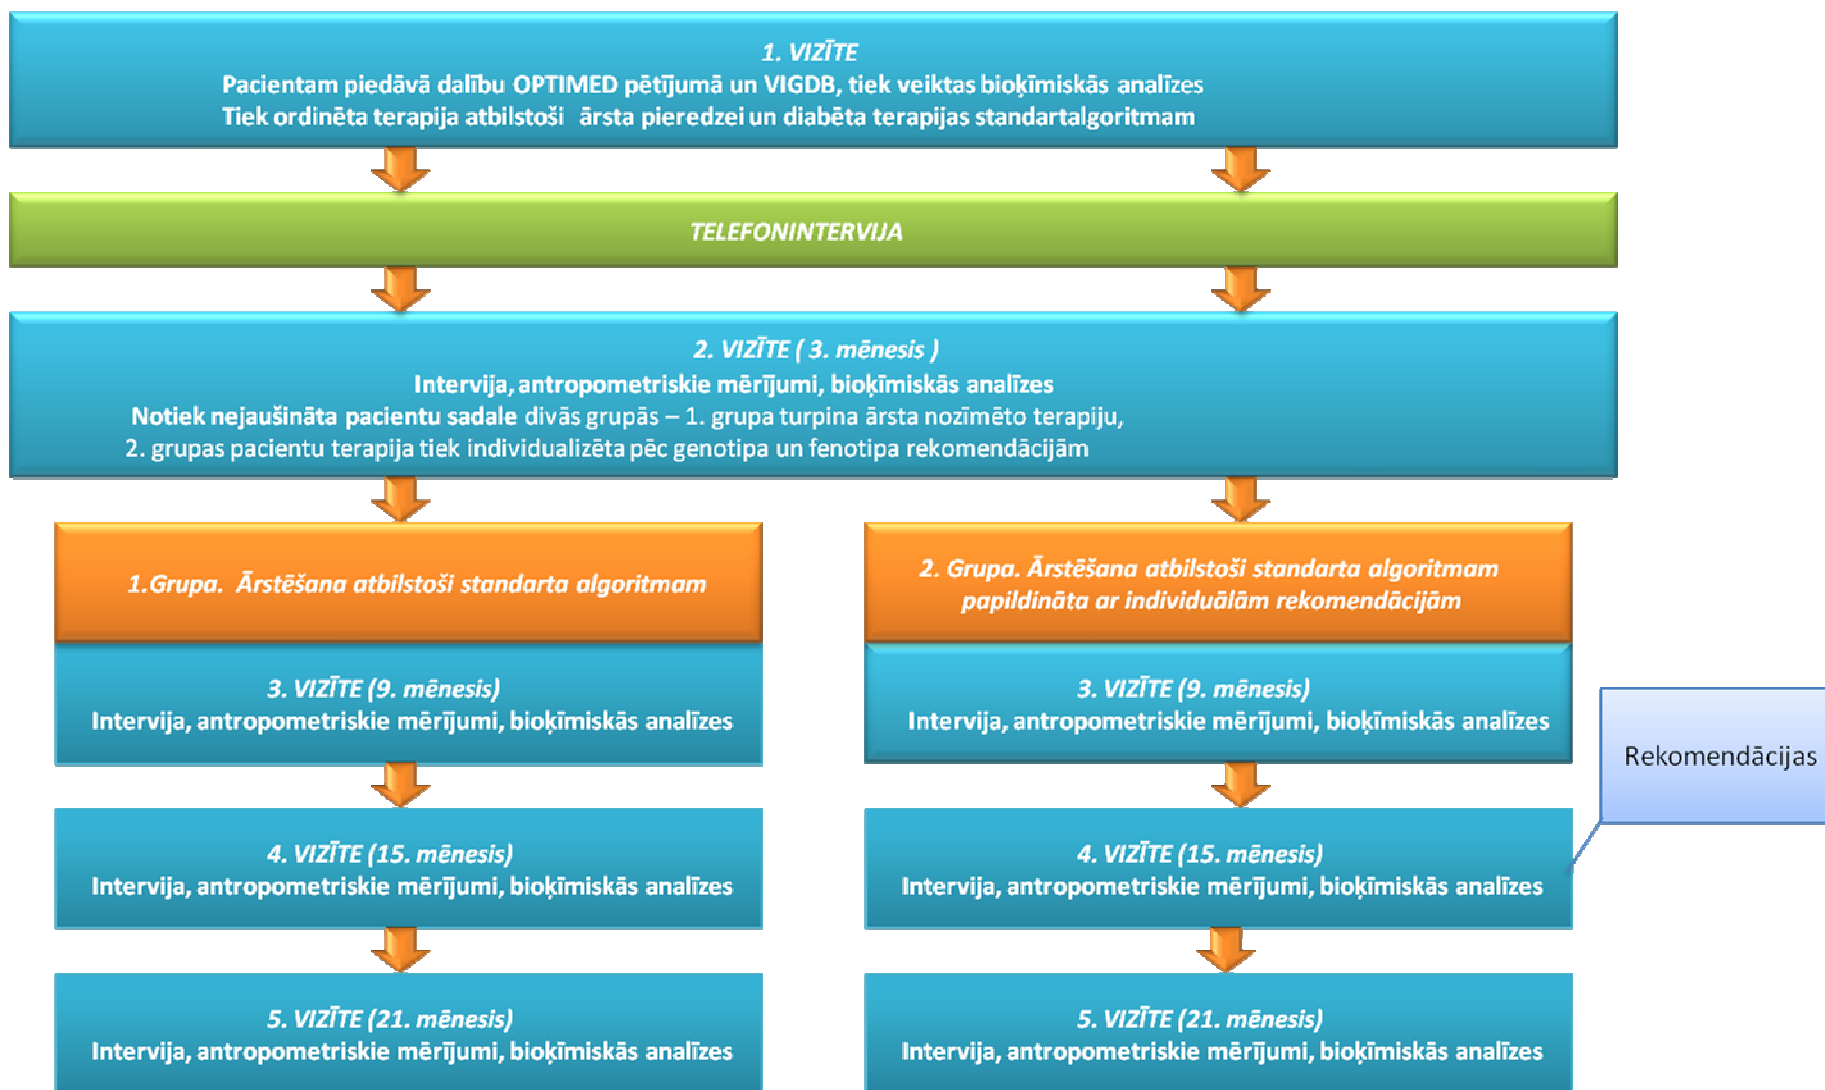 1. VIZĪTE
Pacientam piedāvā dalību OPTIMED pētījumā un VIGDB, tiek veiktas bioķīmiskās analīzes
Tiek ordinēta terapija atbilstoši ārsta pieredzei un diabēta terapijas standartalgoritmam
TELEFONINTERVIJA
2. VIZĪTE ( 3. mēnesis )
Intervija, antropometriskie mērījumi, bioķīmiskās analīzes
Notiek nejaušināta pacientu sadale divās grupās – 1. grupa turpina ārsta nozīmēto terapiju,
2. grupas pacientu terapija tiek individualizēta pēc genotipa un fenotipa rekomendācijām
1.Grupa. Ārstēšana atbilstoši standarta algoritmam
3. VIZĪTE (9. mēnesis)
Intervija, antropometriskie mērījumi, bioķīmiskās analīzes
4. VIZĪTE (15. mēnesis)
Intervija, antropometriskie mērījumi, bioķīmiskās analīzes
5. VIZĪTE (21. mēnesis)
Intervija, antropometriskie mērījumi, bioķīmiskās analīzes
2. Grupa. Ārstēšana atbilstoši standarta algoritmam
papildināta ar individuālām rekomendācijām
3. VIZĪTE (9. mēnesis)
Intervija, antropometriskie mērījumi, bioķīmiskās analīzes
4. VIZĪTE (15. mēnesis)
Intervija, antropometriskie mērījumi, bioķīmiskās analīzes
5. VIZĪTE (21. mēnesis)
Intervija, antropometriskie mērījumi, bioķīmiskās analīzes
Rekomendācijas